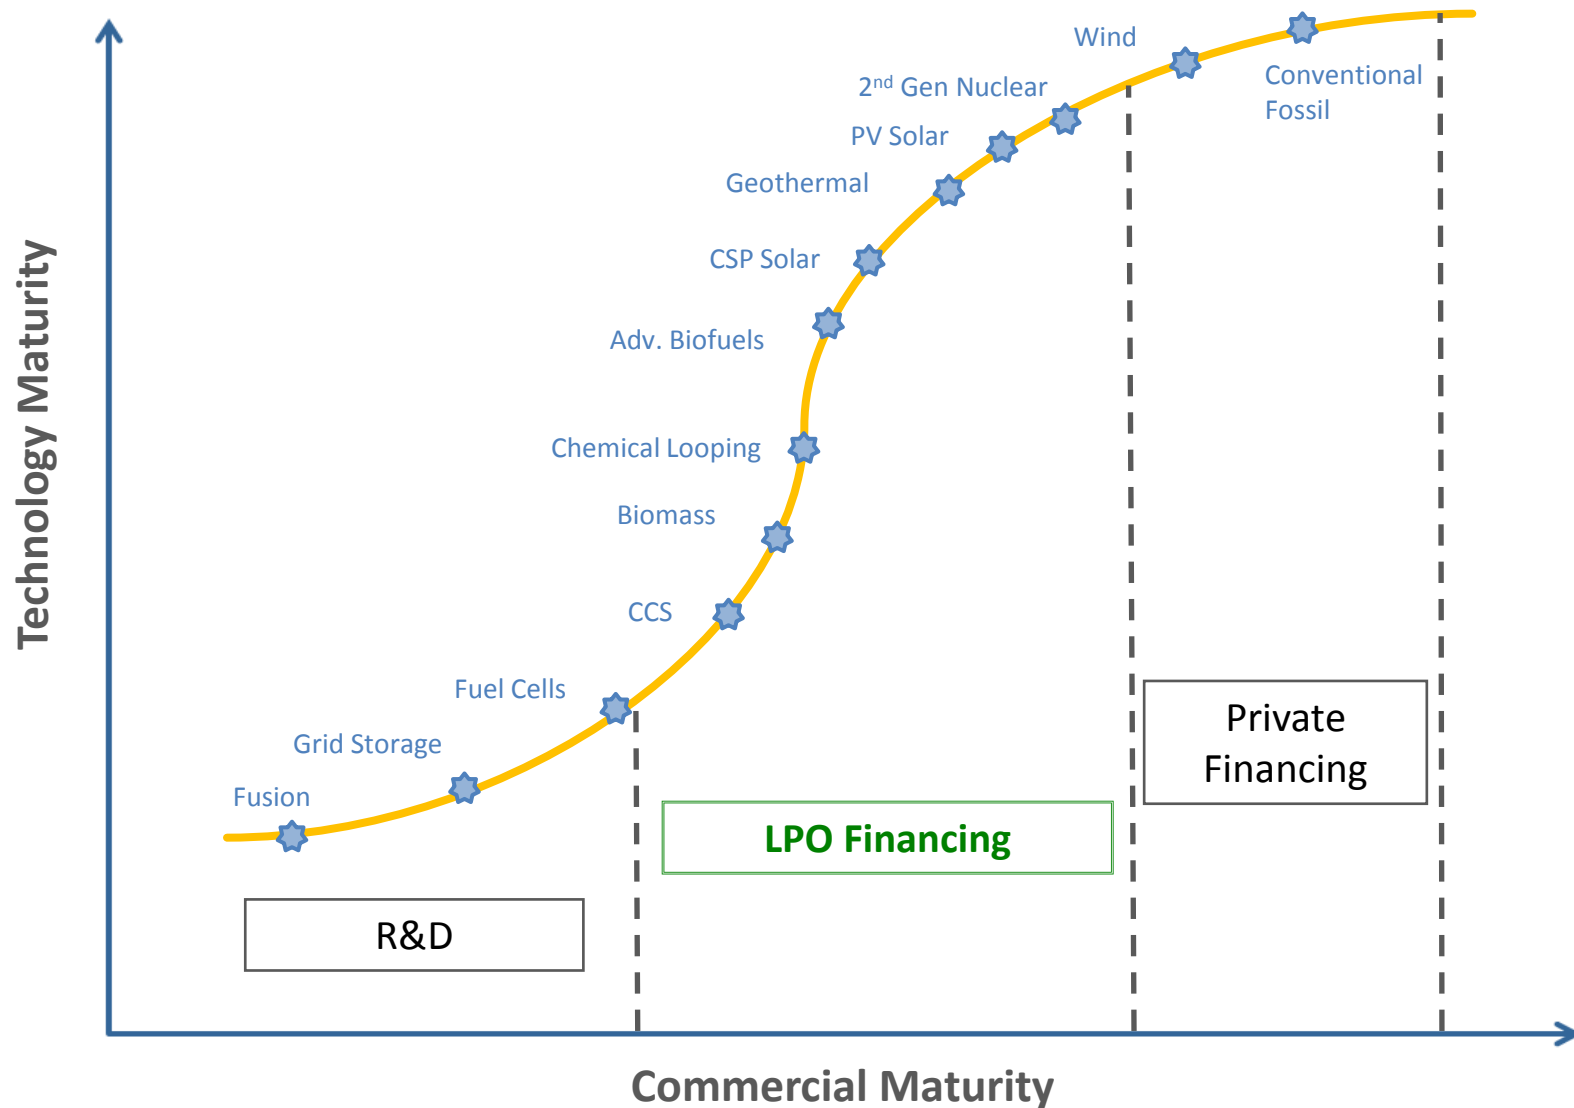 Wind
Conventional
Fossil
2nd Gen Nuclear
PV Solar
Geothermal
CSP Solar
Adv. Biofuels
Chemical Looping
Biomass
CCS
Fuel Cells
Grid Storage
Fusion
Technology Maturity
Private
Financing
LPO Financing
R&D
Commercial Maturity